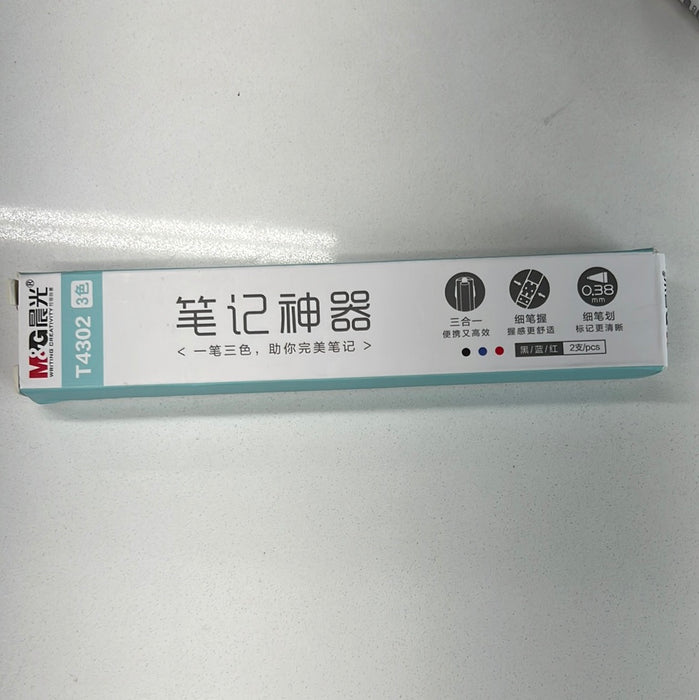 M&G晨光®
WRITING CREATIVITY
T4302 3色
笔记神器
< 一笔三色，助你完美笔记 >
三合一
便携又高效
细笔握
握感更舒适
0.38
mm
细笔划
标记更清晰
黑/蓝/红 2支/pcs